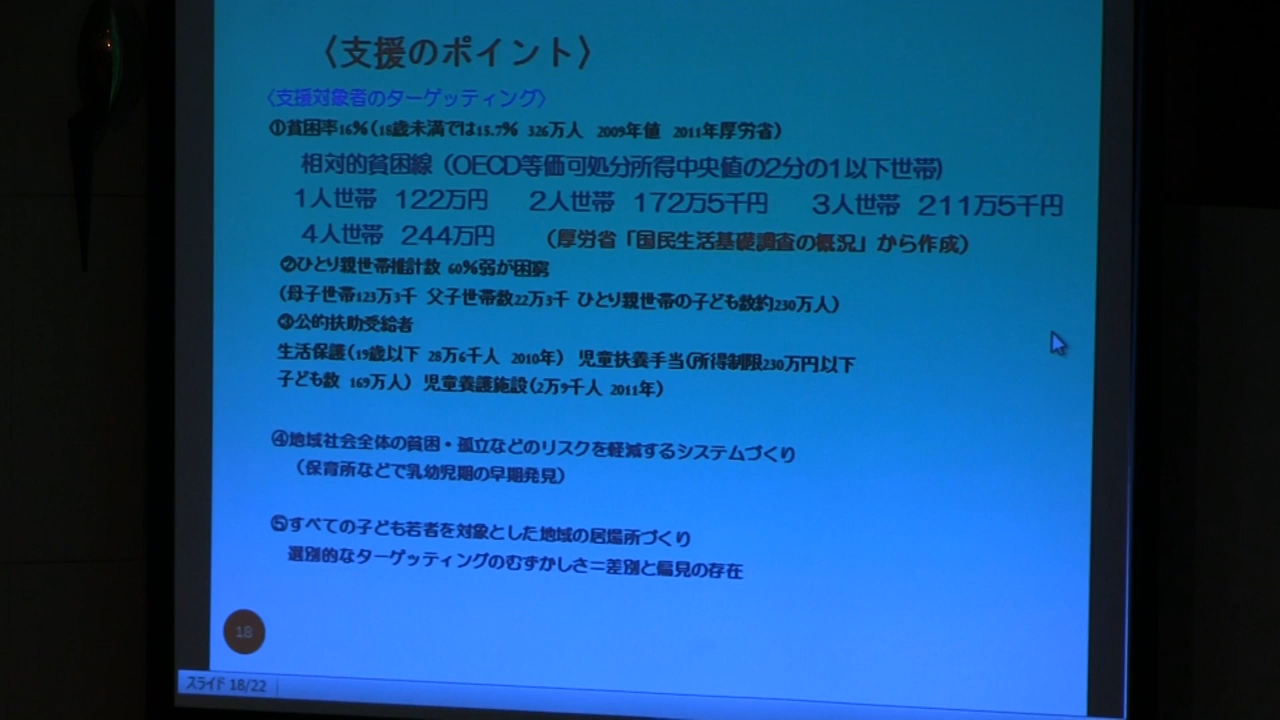 〈支援のポイント〉
〈支援対象者のターゲッティング〉
①貧困率16%(18歳未満では15.7% 326万人 2009年値 2011年厚労省)
相対的貧困線（OECD等価可処分所得中央値の2分の1以下世帯)
1人世帯 122万円 2人世帯 172万5千円 3人世帯 211万5千円
4人世帯 244万円 （厚労省「国民生活基礎調査の概況」から作成）
②ひとり親世帯推計数 60%弱が困窮
(母子世帯123万3千 父子世帯数22万3千 ひとり親世帯の子ども数約230万人)
③公的扶助受給者
生活保護(19歳以下 28万6千人 2010年） 児童扶養手当(所得制限230万円以下
子ども数 169万人） 児童養護施設(2万9千人 2011年)
④地域社会全体の貧困・孤立などのリスクを軽減するシステムづくり
（保育所などで乳幼児期の早期発見）
⑤すべての子ども若者を対象とした地域の居場所づくり
選別的なターゲッティングのむずかしさ＝差別と偏見の存在
18
スライド 18/22